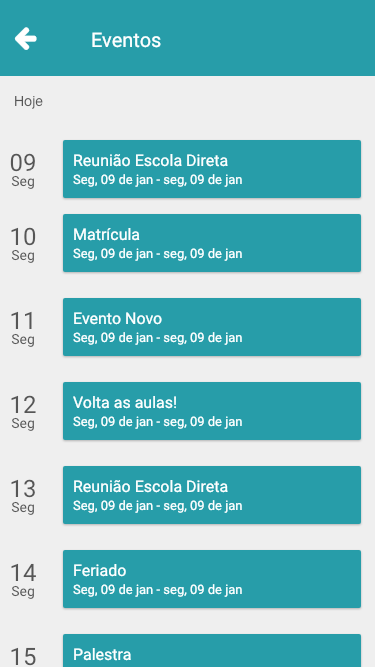 Eventos
Hoje
09
Seg
Reunião Escola Direta
Seg, 09 de jan - seg, 09 de jan
10
Seg
Matrícula
Seg, 09 de jan - seg, 09 de jan
11
Seg
Evento Novo
Seg, 09 de jan - seg, 09 de jan
12
Seg
Volta as aulas!
Seg, 09 de jan - seg, 09 de jan
13
Seg
Reunião Escola Direta
Seg, 09 de jan - seg, 09 de jan
14
Seg
Feriado
Seg, 09 de jan - seg, 09 de jan
15
Palestra